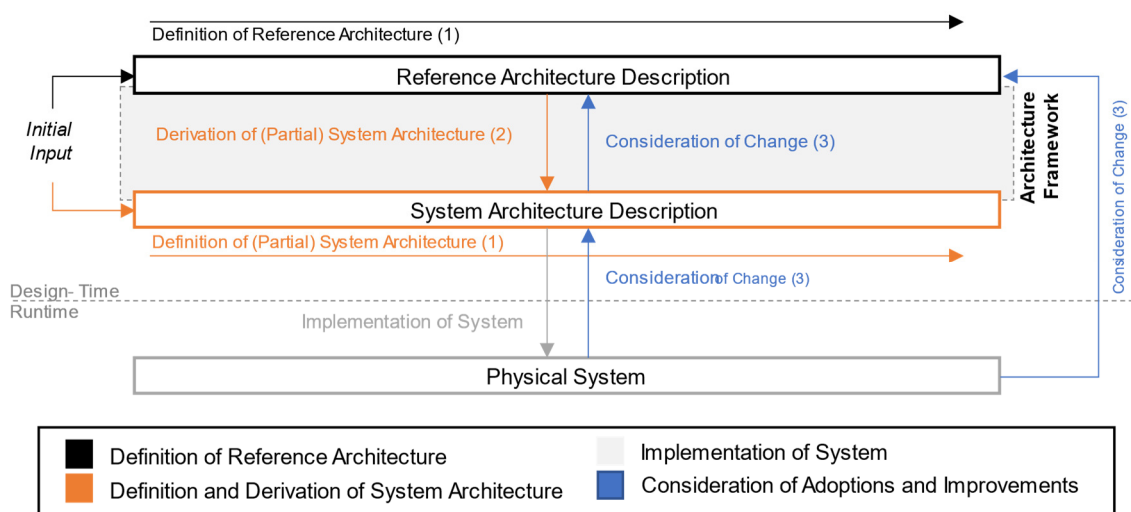 Definition of Reference Architecture (1)
Reference Architecture Description
Initial
Input
Derivation of (Partial) System Architecture (2)
Consideration of Change (3)
Architecture
Framework
Consideration of Change (3)
System Architecture Description
Definition of (Partial) System Architecture (1)
Consideration of Change (3)
Design- Time
Runtime
Implementation of System
Physical System
Definition of Reference Architecture
Implementation of System
Definition and Derivation of System Architecture
Consideration of Adoptions and Improvements